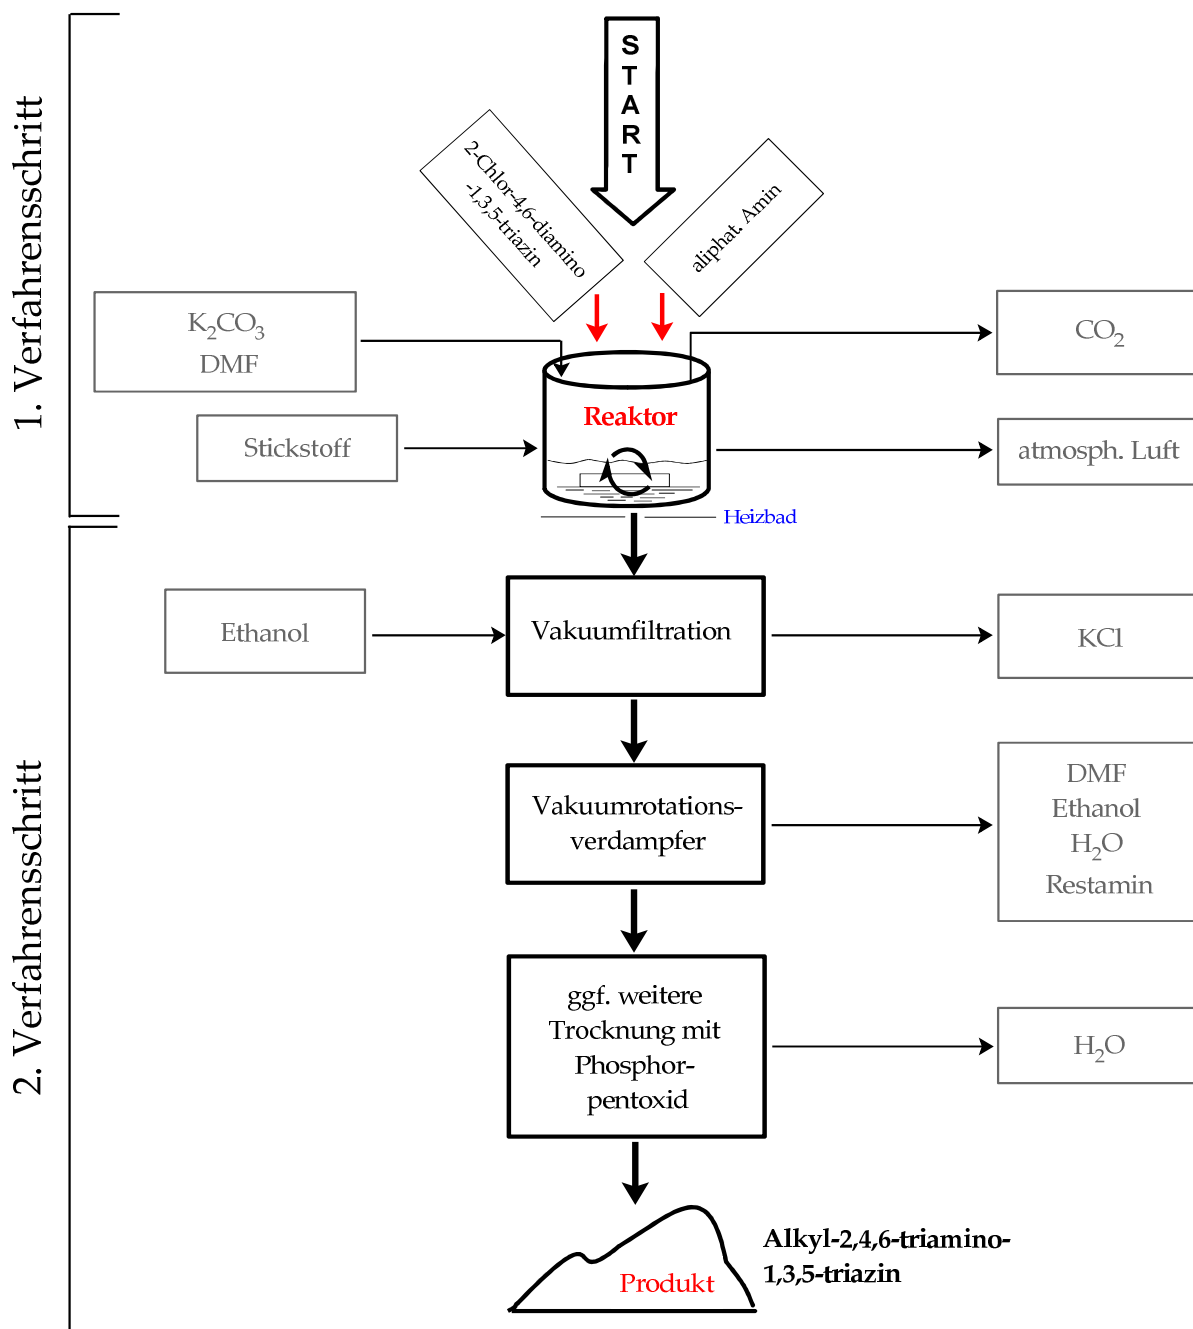 1. Verfahrensschritt
START
2-Chlor-4,6-diamino
-1,3,5-triazin
aliphat. Amin
K₂CO₃
DMF
CO₂
Stickstoff
Reaktor
atmosph. Luft
Heizbad
2. Verfahrensschritt
Ethanol
Vakuumfiltration
KCl
Vakuumrotations-
verdampfer
DMF
Ethanol
H₂O
Restamin
ggf. weitere
Trocknung mit
Phosphor-
pentoxid
H₂O
Produkt
Alkyl-2,4,6-triamino-
1,3,5-triazin